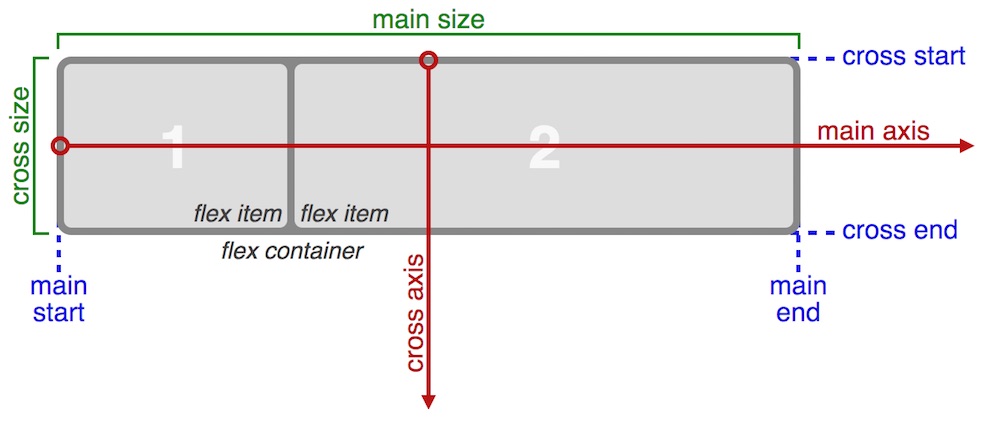 main size
cross start
cross size
main axis
1
2
flex item
flex item
cross end
flex container
main
start
cross axis
main
end